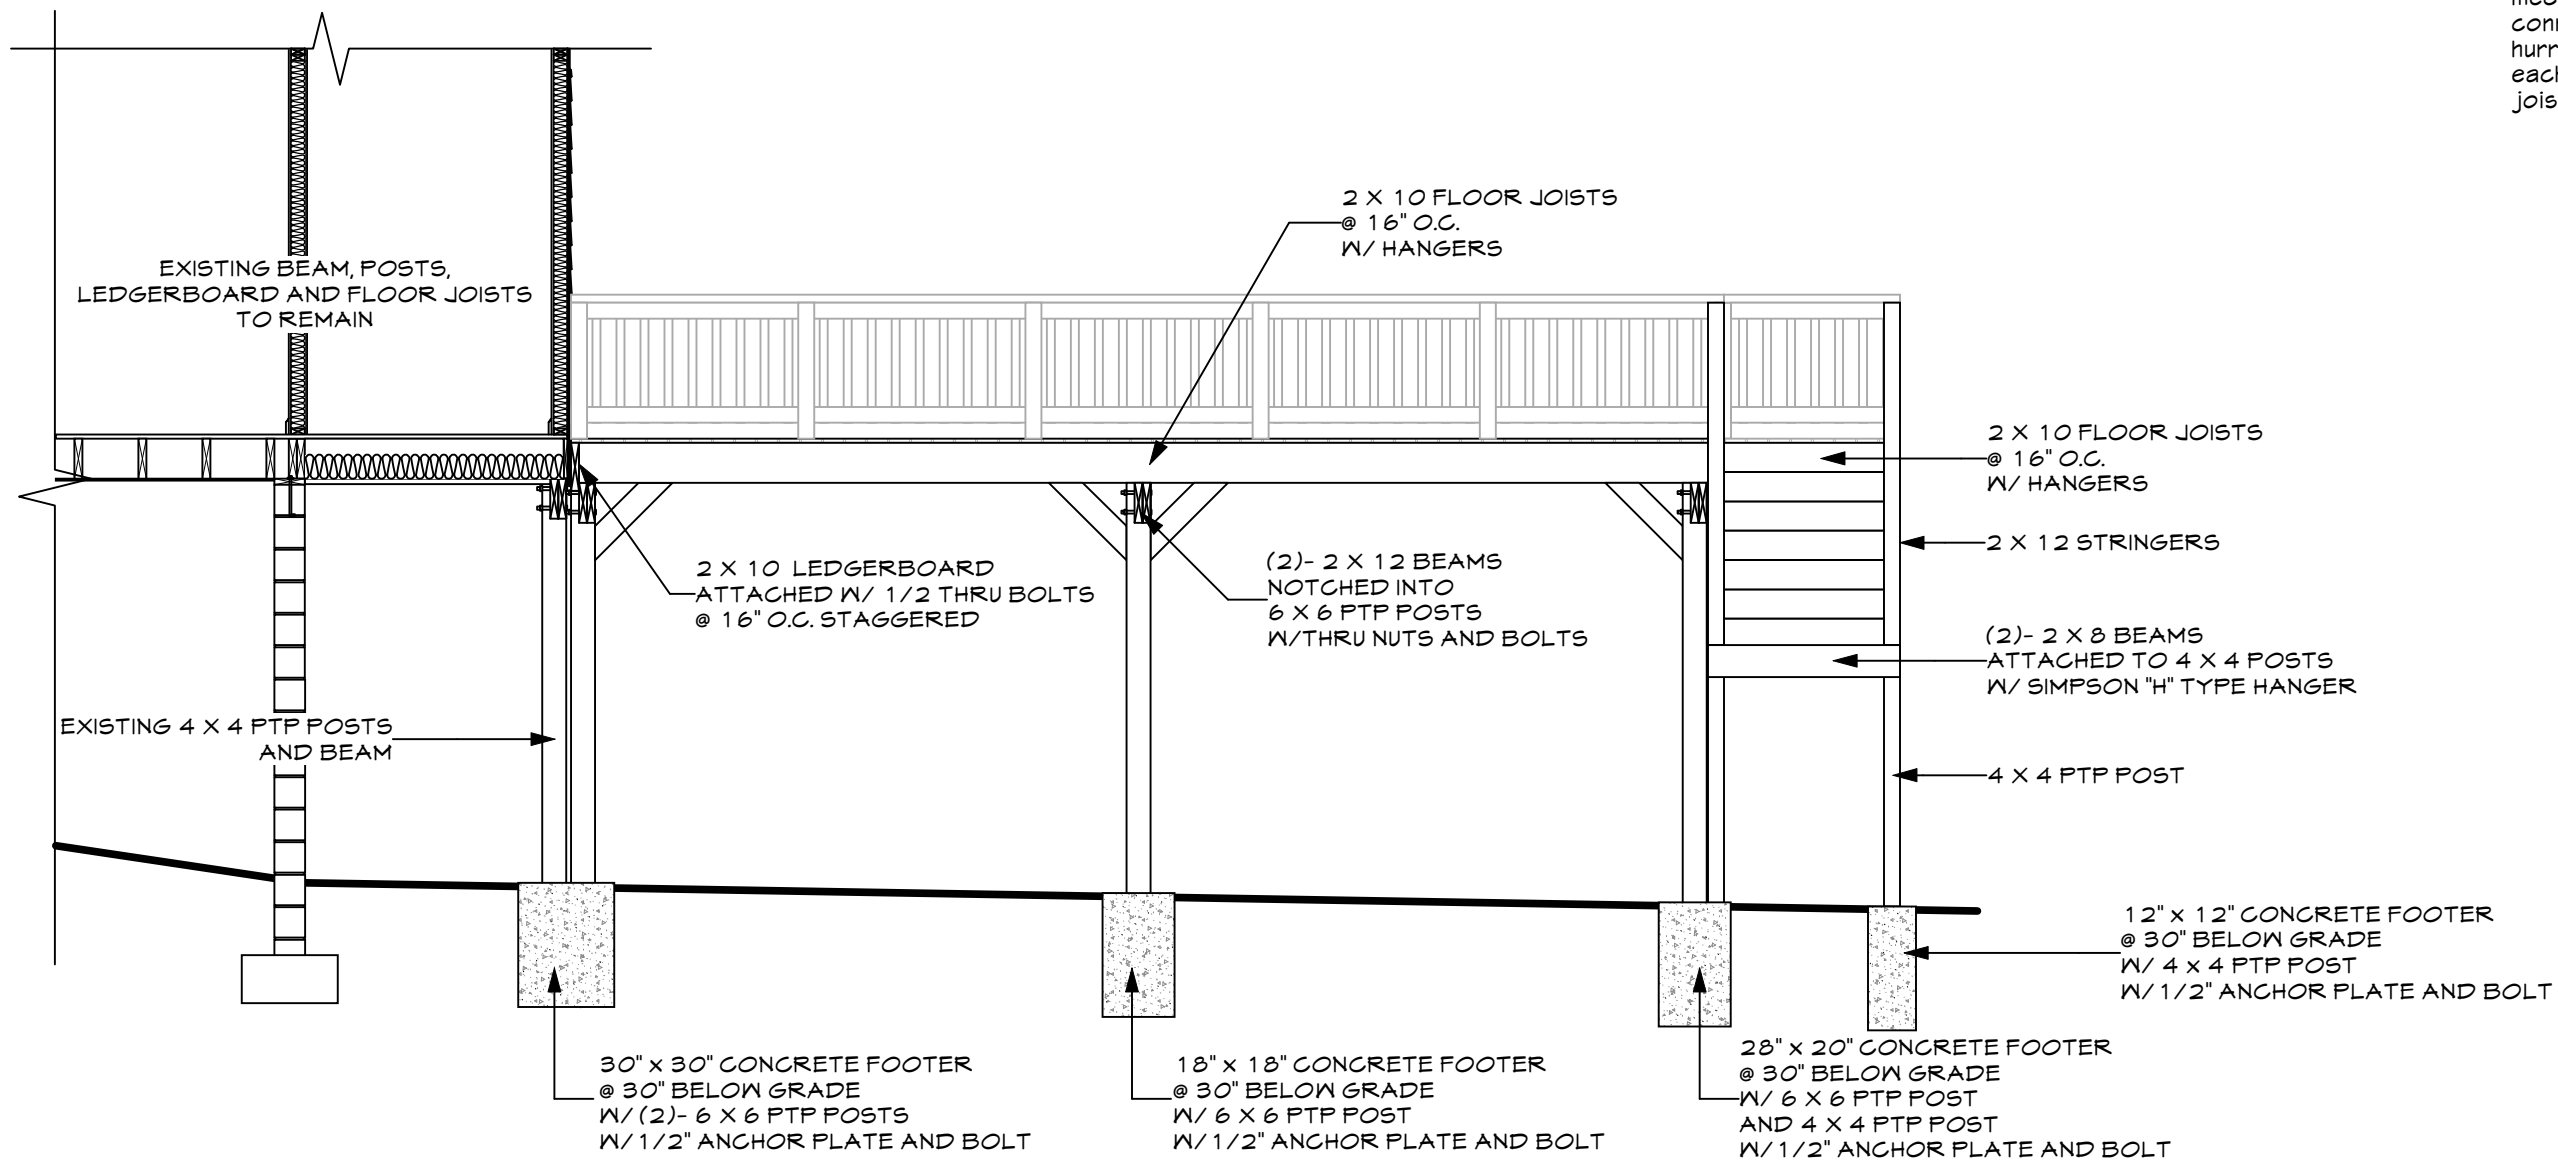 2 X 10 FLOOR JOISTS
@ 16" O.C.
W/ HANGERS
EXISTING BEAM, POSTS,
LEDGERBOARD AND FLOOR JOISTS
TO REMAIN
2 X 10 FLOOR JOISTS
@ 16" O.C.
W/ HANGERS
2 X 12 STRINGERS
2 X 10 LEDGERBOARD
ATTACHED W/ 1/2 THRU BOLTS
@ 16" O.C. STAGGERED
(2)- 2 X 12 BEAMS
NOTCHED INTO
6 X 6 PTP POSTS
W/THRU NUTS AND BOLTS
(2)- 2 X 8 BEAMS
ATTACHED TO 4 X 4 POSTS
W/ SIMPSON "H" TYPE HANGER
EXISTING 4 X 4 PTP POSTS
AND BEAM
4 X 4 PTP POST
12" x 12" CONCRETE FOOTER
@ 30" BELOW GRADE
W/ 4 x 4 PTP POST
W/ 1/2" ANCHOR PLATE AND BOLT
30" x 30" CONCRETE FOOTER
@ 30" BELOW GRADE
W/ (2)- 6 X 6 PTP POSTS
W/ 1/2" ANCHOR PLATE AND BOLT
18" x 18" CONCRETE FOOTER
@ 30" BELOW GRADE
W/ 6 X 6 PTP POST
W/ 1/2" ANCHOR PLATE AND BOLT
28" x 20" CONCRETE FOOTER
@ 30" BELOW GRADE
W/ 6 X 6 PTP POST
AND 4 X 4 PTP POST
W/ 1/2" ANCHOR PLATE AND BOLT